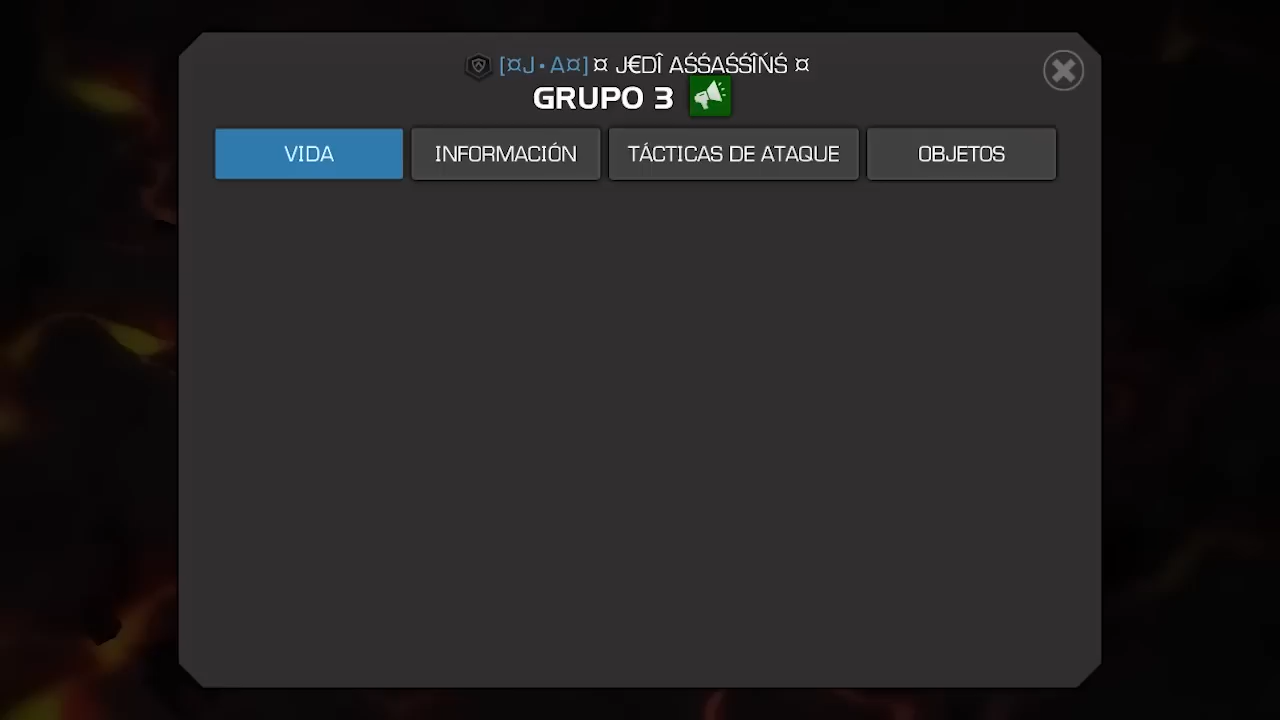 [¤J•A¤] ¤ J€DÎ AŚŚAŚŚÎŃŚ ¤
GRUPO 3
VIDA INFORMACIÓN TÁCTICAS DE ATAQUE OBJETOS